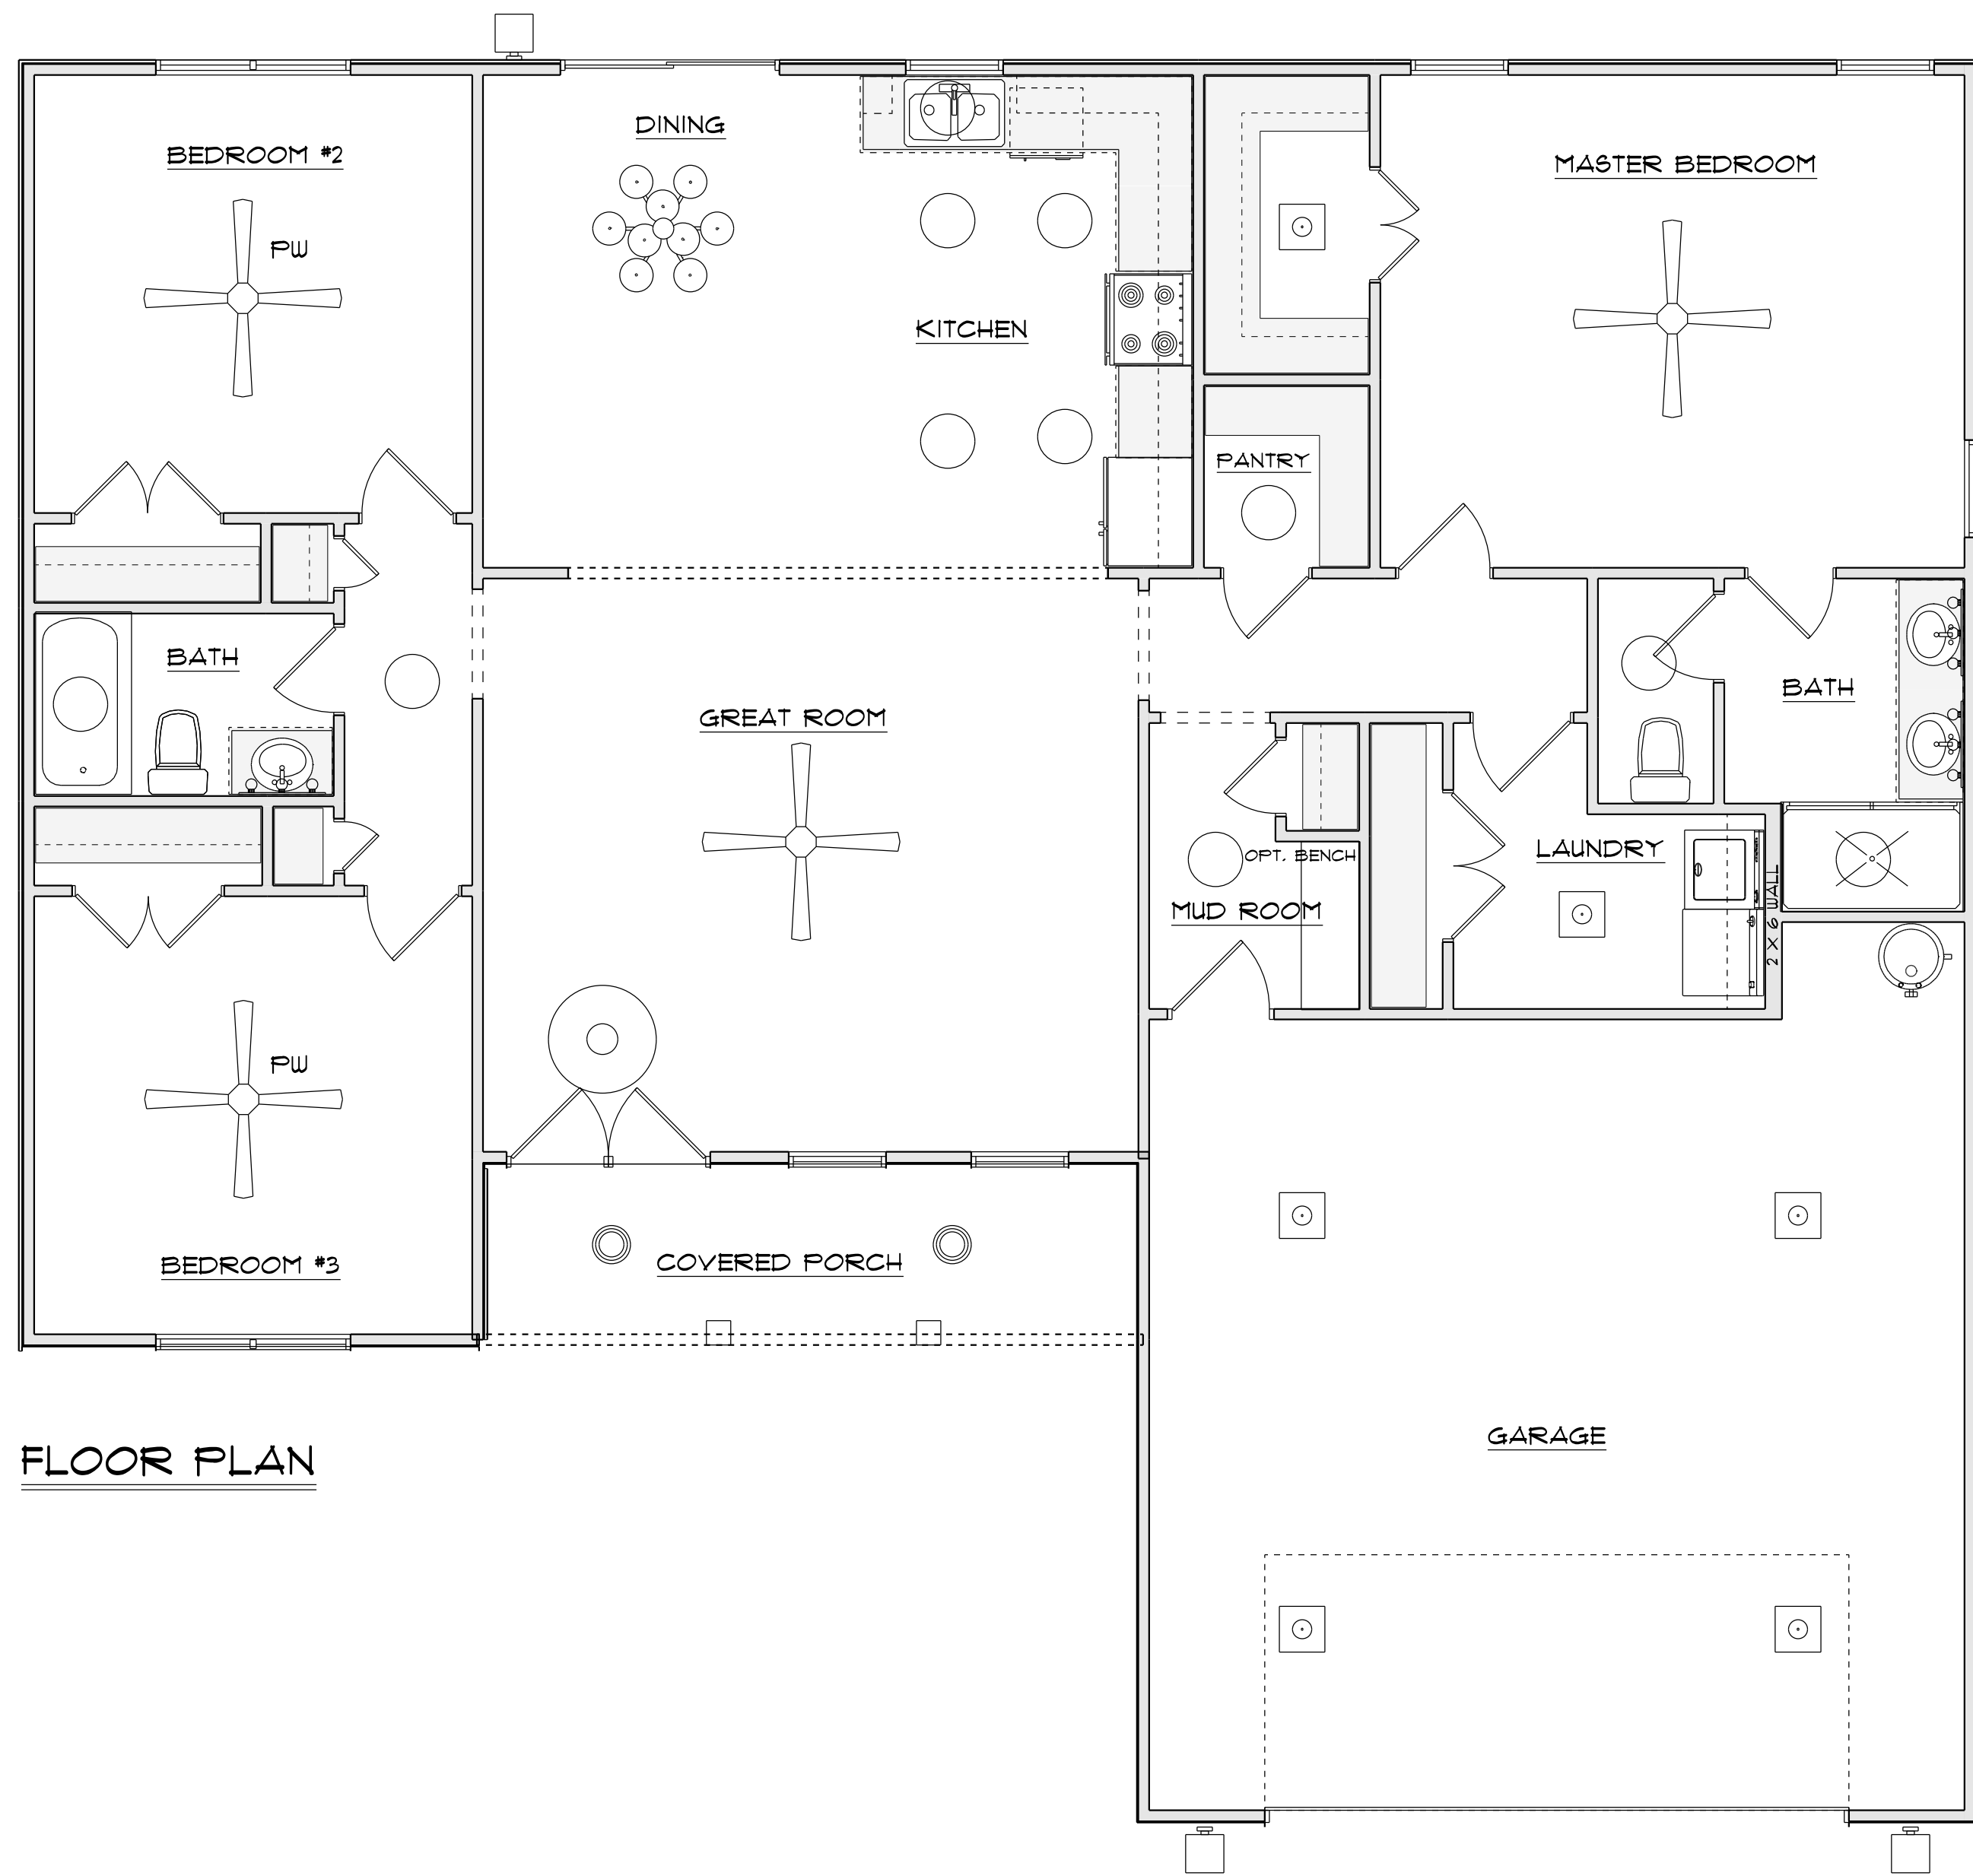 DINING
BEDROOM #2
MASTER BEDROOM
PW
KITCHEN
PANTRY
BATH
BATH
GREAT ROOM
OPT. BENCH
LAUNDRY
MUD ROOM
2 X 6 WALL
PW
BEDROOM #3
COVERED PORCH
GARAGE
FLOOR PLAN